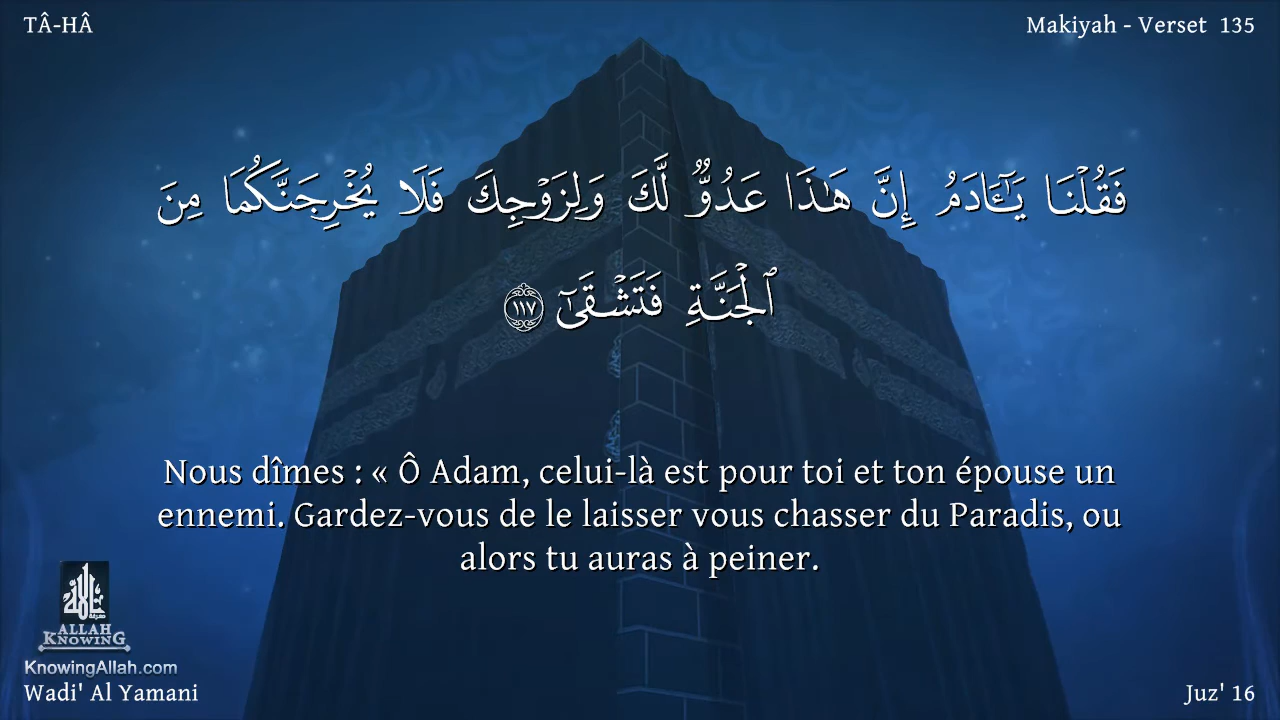 TÂ-HÂ
Makiyah - Verset 135
فَقُلْنَا يَـٰٓـَٔادَمُ إِنَّ هَـٰذَا عَدُوٌّ لَّكَ وَلِزَوْجِكَ فَلَا يُخْرِجَنَّكُمَا مِنَ
ٱلْجَنَّةِ فَتَشْقَىٰٓ ١١٧
Nous dîmes : « Ô Adam, celui-là est pour toi et ton épouse un
ennemi. Gardez-vous de le laisser vous chasser du Paradis, ou
alors tu auras à peiner.
ALLAH
KNOWING
KnowingAllah.com
Wadi' Al Yamani
Juz' 16